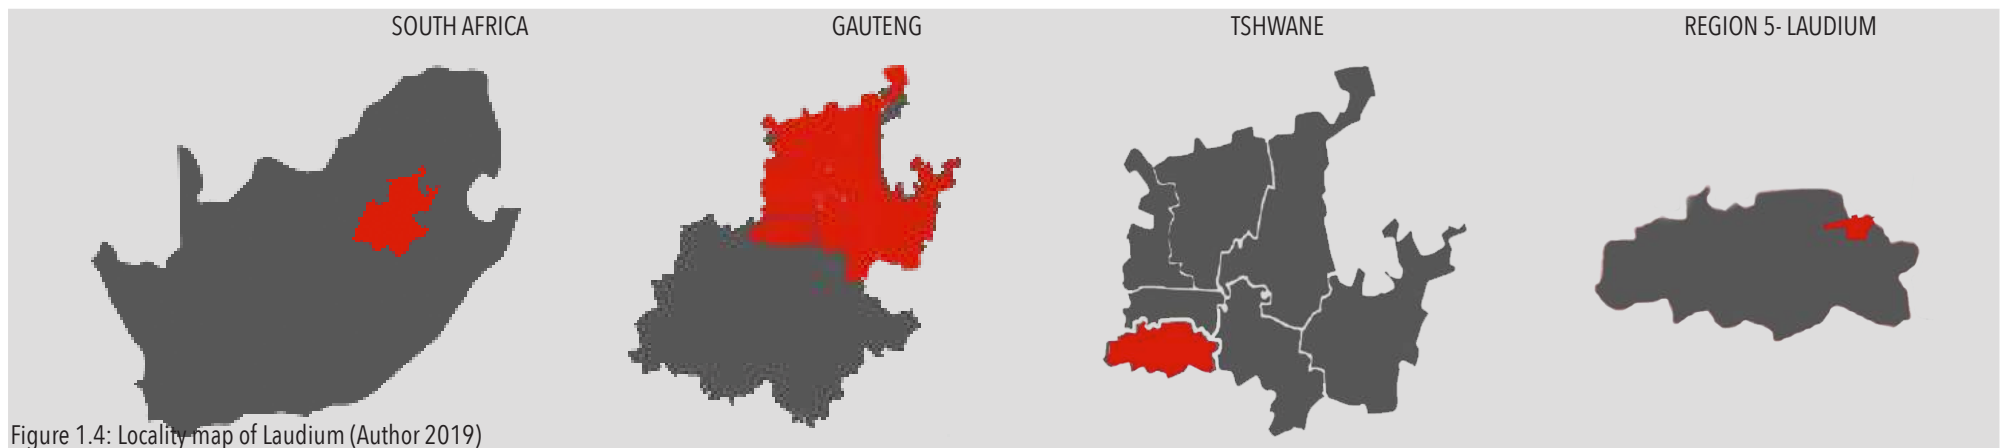 SOUTH AFRICA
GAUTENG
TSHWANE
REGION 5- LAUDIUM
Figure 1.4: Locality map of Laudium (Author 2019)